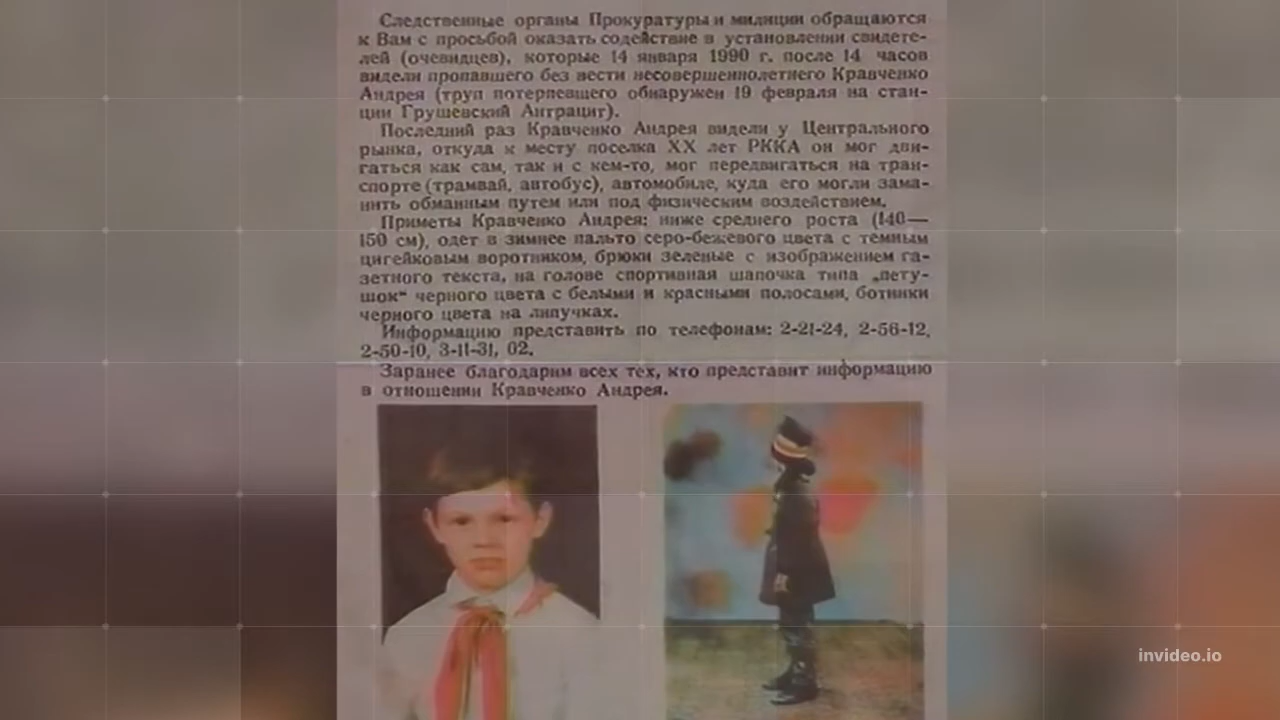 Следственные органы Прокуратуры и милиции обращаются
к Вам с просьбой оказать содействие в установлении свидете-
лей (очевидцев), которые 14 января 1990 г. после 14 часов
видели пропавшего без вести несовершеннолетнего Кравченко
Андрея (труп потерпевшего обнаружен 19 февраля на стан-
ции Грушевский Антрацит).
Последний раз Кравченко Андрея видели у Центрального
рынка, откуда к месту поселка XX лет РККА он мог дви-
гаться как сам, так и с кем-то, мог передвигаться на тран-
спорте (трамвай, автобус), автомобиле, куда его могли зама-
нить обманным путем или под физическим воздействием.
Приметы Кравченко Андрея: ниже среднего роста (140—
150 см), одет в зимнее пальто серо-бежевого цвета с темным
цигейковым воротником, брюки зеленые с изображением га-
зетного текста, на голове спортивная шапочка типа „пету-
шок“ черного цвета с белыми и красными полосами, ботинки
черного цвета на липучках.
Информацию представить по телефонам: 2-21-24, 2-56-12,
2-50-10, 3-11-31, 02.
Заранее благодарим всех тех, кто представит информацию
в отношении Кравченко Андрея.
invideo.io